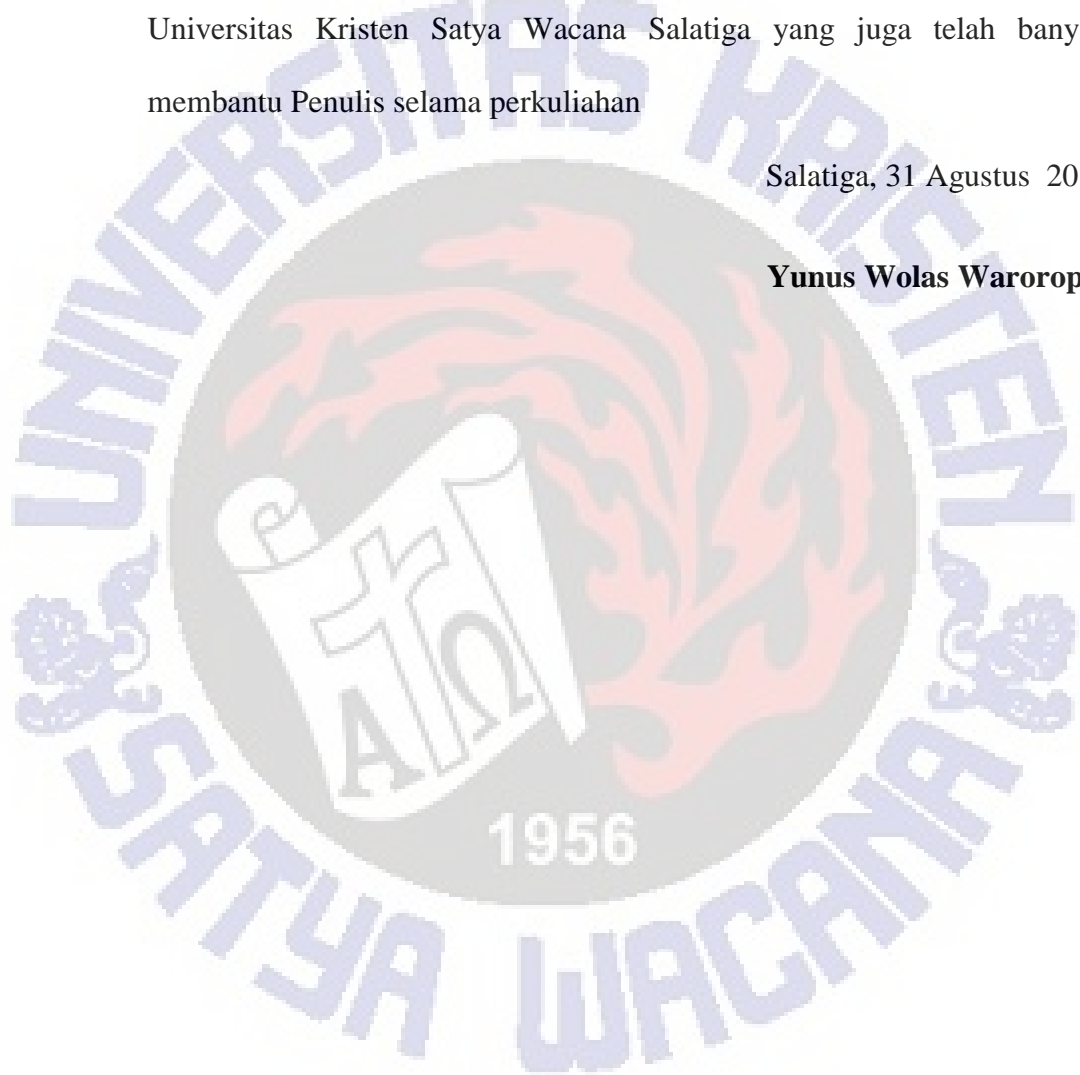 Universitas Kristen Satya Wacana Salatiga yang juga telah bany
membantu Penulis selama perkuliahan
Salatiga, 31 Agustus 20
Yunus Wolas Warorop
UNIVERSITAS KRISTEN
SATYA WACANA
Α Ω
1956